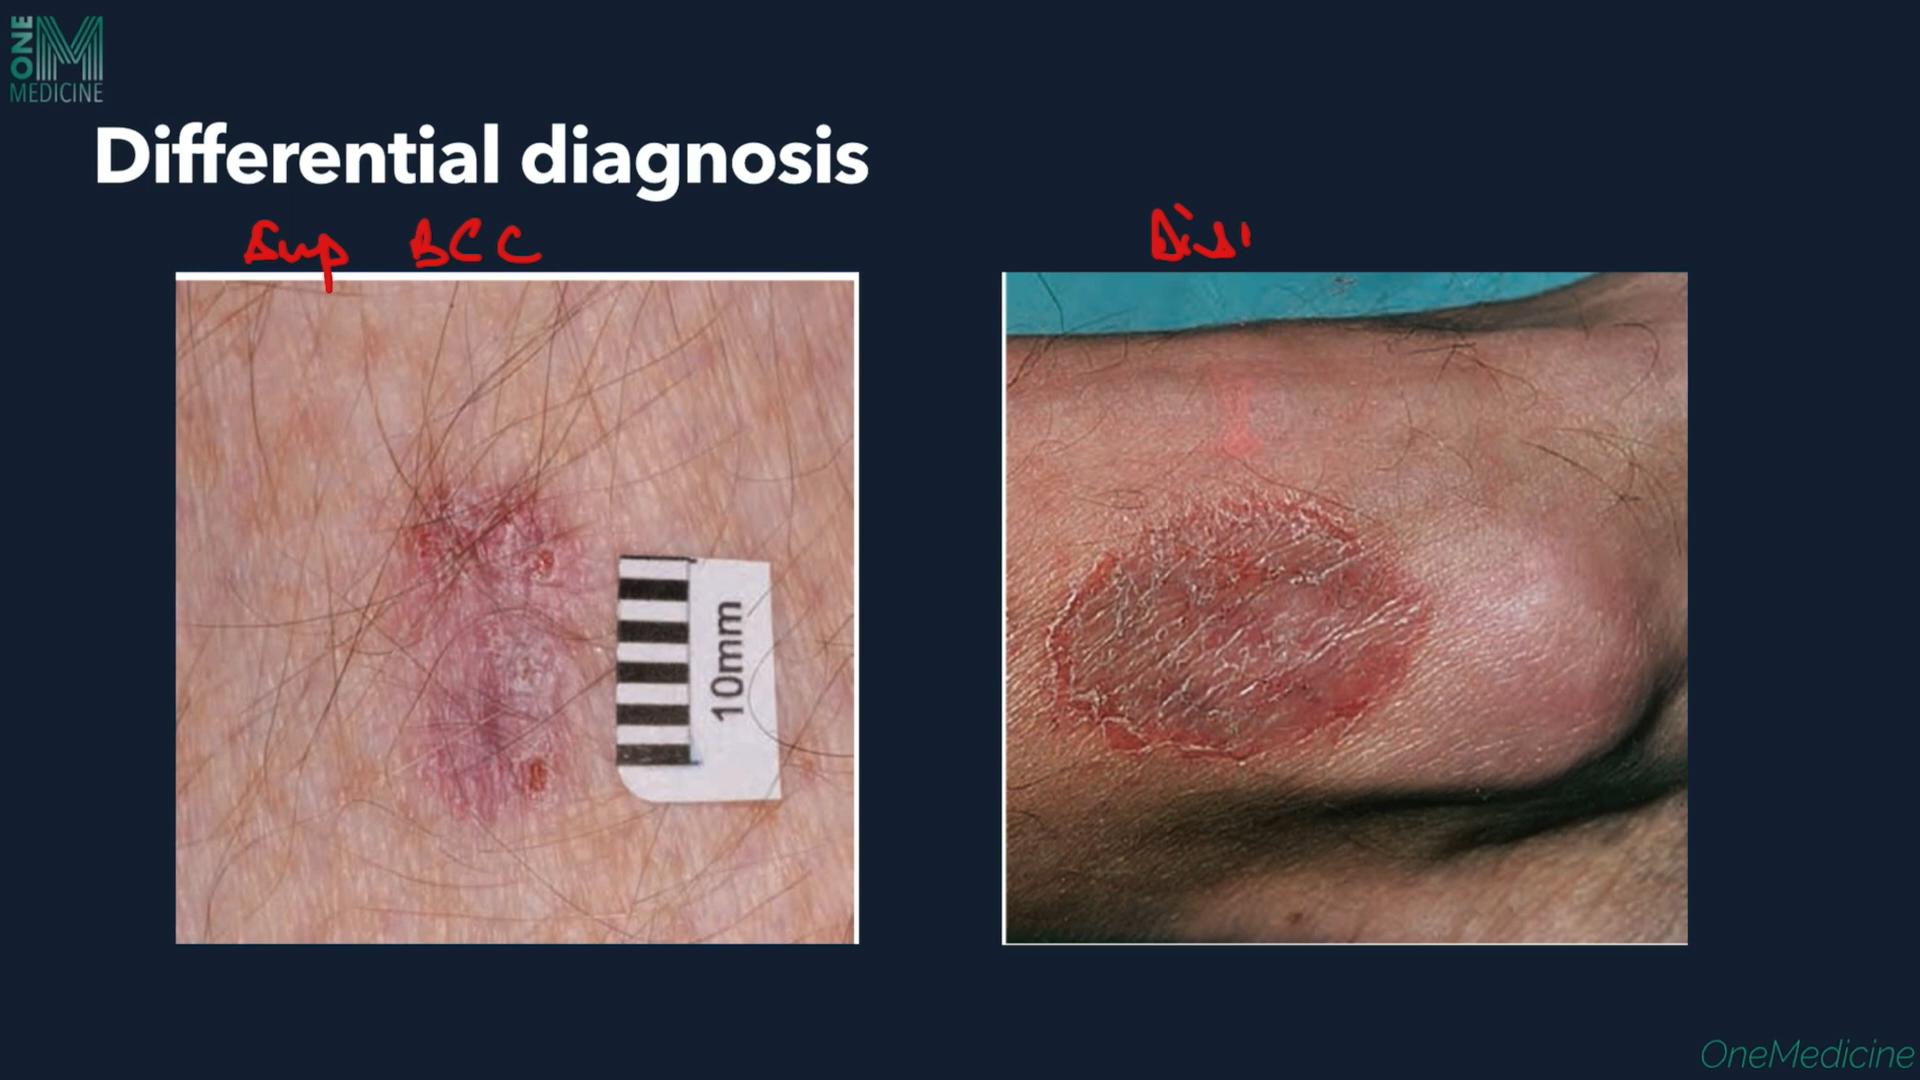 ONE
MEDICINE
Differential diagnosis
Sup BCC
10mm
OneMedicine